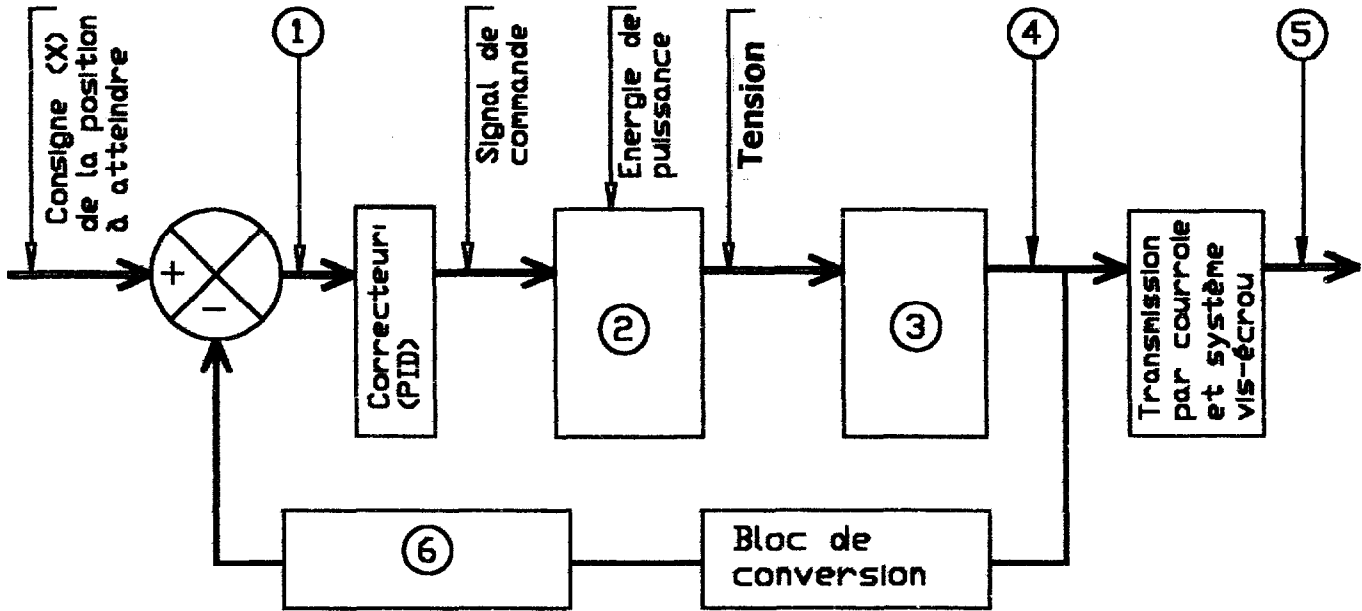 Consigne (X)
de la position
à atteindre
1
Signal de
commande
Energie de
puissance
Tension
4
5
+
-
Correcteur
(PID)
2
3
Transmission
par courroie
et système
vis-écrou
6
Bloc de
conversion